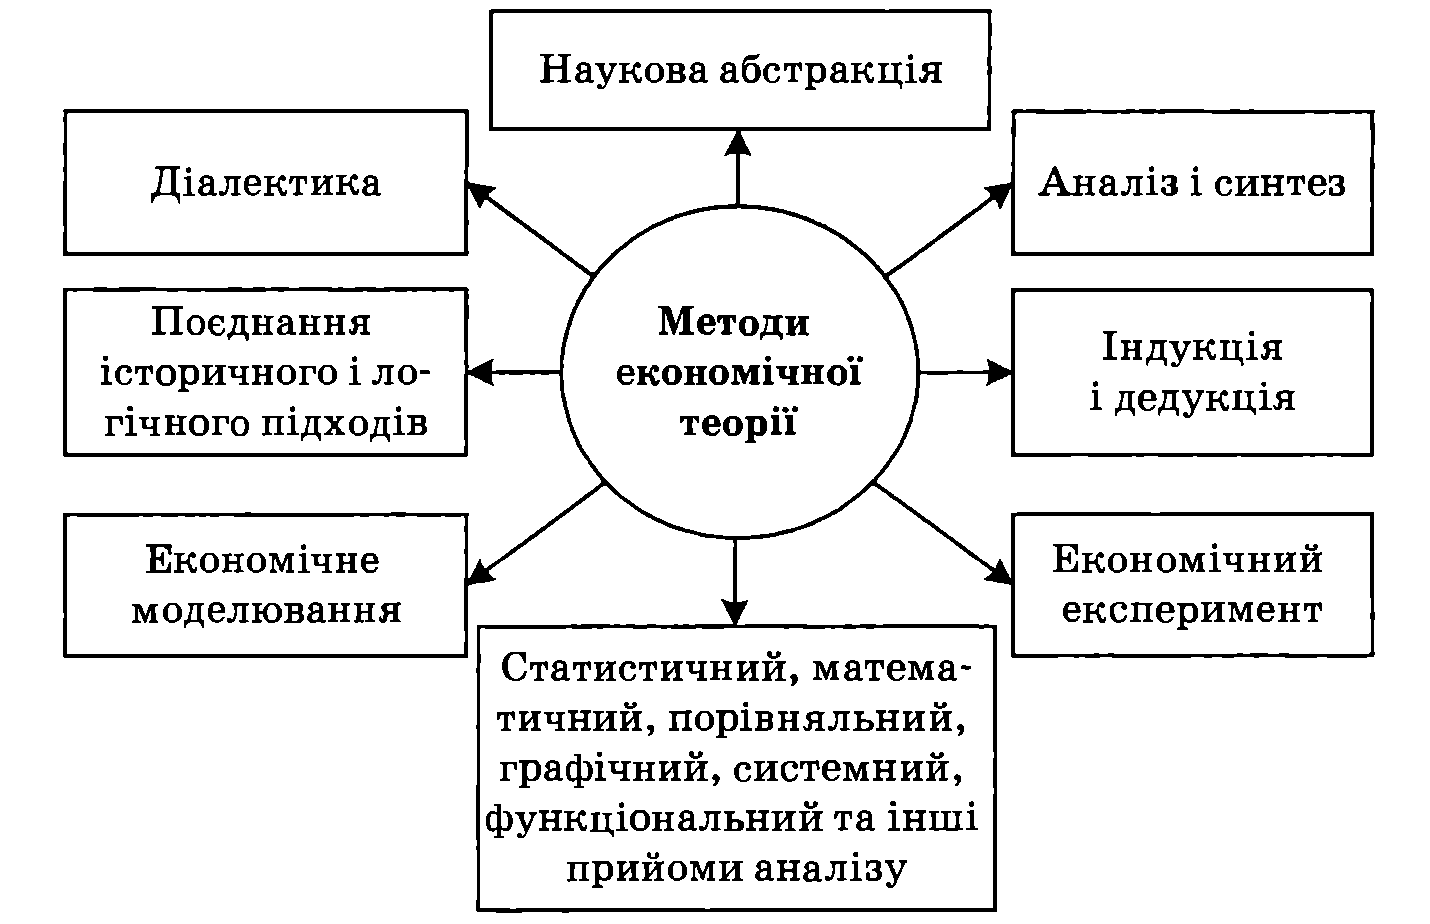 Наукова абстракція
Діалектика
Аналіз і синтез
Поєднання
історичного і ло-
гічного підходів
Методи
економічної
теорії
Індукція
і дедукція
Економічне
моделювання
Економічний
експеримент
Статистичний, матема-
тичний, порівняльний,
графічний, системний,
функціональний та інші
прийоми аналізу